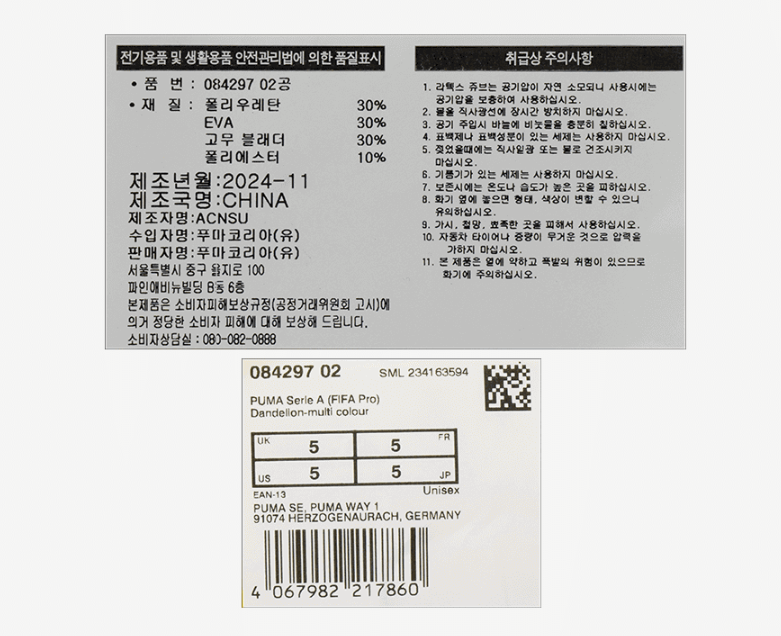 전기용품 및 생활용품 안전관리법에 의한 품질표시
• 품 번 : 084297 02공
• 재 질 : 폴리우레탄 30%
EVA 30%
고무 블래더 30%
폴리에스터 10%
제조년월:2024-11
제조국명:CHINA
제조자명:ACNSU
수입자명:푸마코리아(유)
판매자명:푸마코리아(유)
서울특별시 중구 을지로 100
파인애비뉴빌딩 B동 6층
본제품은 소비자피해보상규정(공정거래위원회 고시)에
의거 정당한 소비자 피해에 대해 보상해 드립니다.
소비자상담실 : 080-082-0888
취급상 주의사항
1. 라텍스 쥬브는 공기압이 자연 소모되니 사용시에는
공기압을 보충하여 사용하십시오.
2. 볼을 직사광선에 장시간 방치하지 마십시오.
3. 공기 주입시 바늘에 비눗물을 충분히 칠하십시오.
4. 표백제나 표백성분이 있는 세제는 사용하지 마십시오.
5. 젖었을때에는 직사일광 또는 불로 건조시키지
마십시오.
6. 기름기가 있는 세제는 사용하지 마십시오.
7. 보존시에는 온도나 습도가 높은 곳을 피하십시오.
8. 화기 옆에 놓으면 형태, 색상이 변할 수 있으니
유의하십시오.
9. 가시, 철망, 뾰족한 곳을 피해서 사용하십시오.
10. 자동차 타이어나 중량이 무거운 것으로 압력을
가하지 마십시오.
11. 본 제품은 열에 약하고 폭발의 위험이 있으므로
화기에 주의하십시오.
084297 02 SML 234163594
PUMA Serie A (FIFA Pro)
Dandelion-multi colour
UK 5 5 FR
US 5 5 JP
EAN-13 Unisex
PUMA SE, PUMA WAY 1
91074 HERZOGENAURACH, GERMANY
4 067982 217860